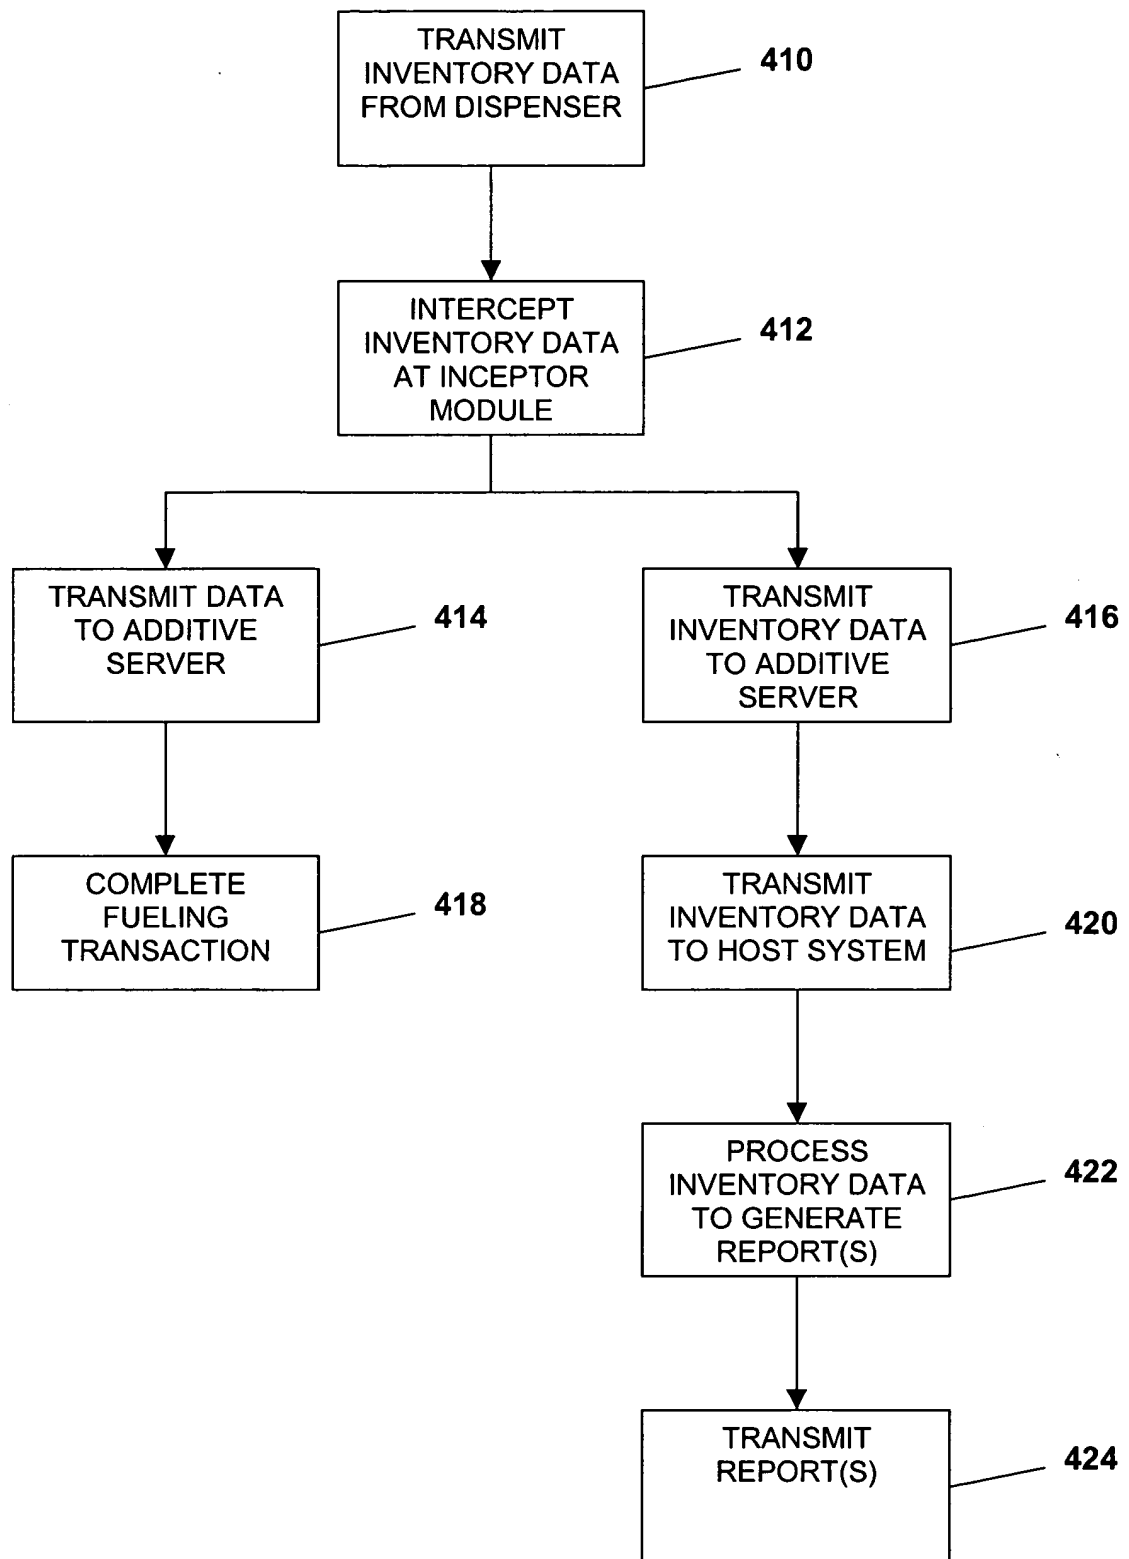 TRANSMIT
INVENTORY DATA
FROM DISPENSER
410
INTERCEPT
INVENTORY DATA
AT INCEPTOR
MODULE
412
TRANSMIT DATA
TO ADDITIVE
SERVER
414
TRANSMIT
INVENTORY DATA
TO ADDITIVE
SERVER
416
COMPLETE
FUELING
TRANSACTION
418
TRANSMIT
INVENTORY DATA
TO HOST SYSTEM
420
PROCESS
INVENTORY DATA
TO GENERATE
REPORT(S)
422
TRANSMIT
REPORT(S)
424